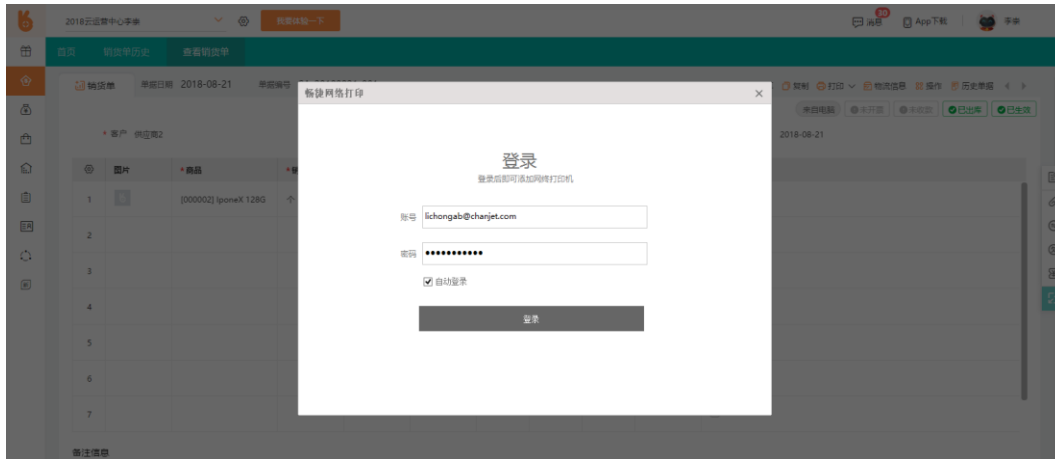 2018云运营中心李崇
我要体验一下
30
消息
App下载
李崇
首页
销货单历史
查看销货单
销货单
单据日期 2018-08-21
单据编号
复制
打印
物流信息
操作
历史单据
来自电脑
未开票
未收款
已出库
已生效
* 客户 供应商2
2018-08-21
图片
*商品
1
[000002] IponeX 128G
个
2
3
4
5
6
7
备注信息
畅捷网络打印
登录
登录后即可添加网络打印机
账号
lichongab@chanjet.com
密码
•••••••••••
自动登录
登录